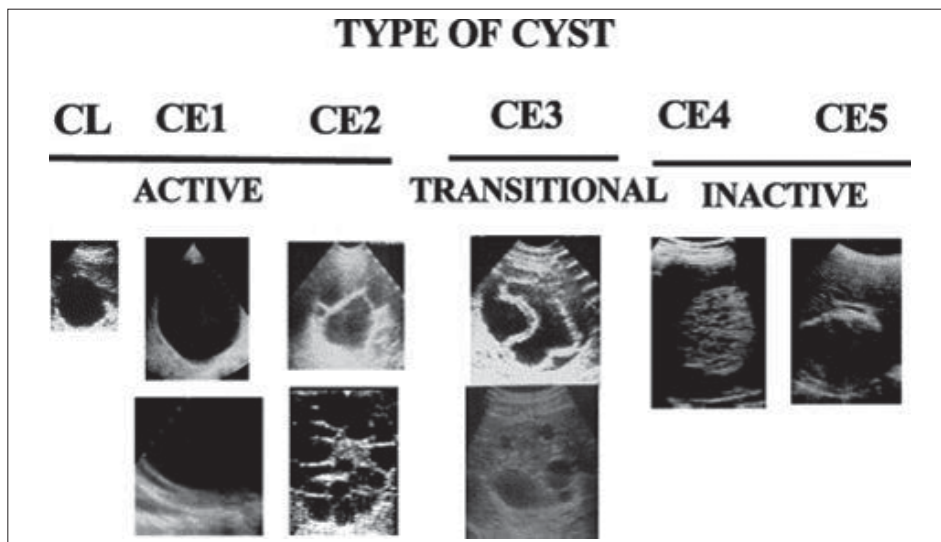 TYPE OF CYST
CL CE1 CE2 CE3 CE4 CE5
ACTIVE TRANSITIONAL INACTIVE